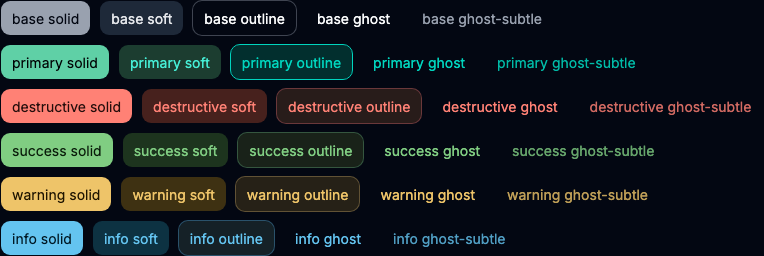 base solid base soft base outline base ghost base ghost-subtle
primary solid primary soft primary outline primary ghost primary ghost-subtle
destructive solid destructive soft destructive outline destructive ghost destructive ghost-subtle
success solid success soft success outline success ghost success ghost-subtle
warning solid warning soft warning outline warning ghost warning ghost-subtle
info solid info soft info outline info ghost info ghost-subtle